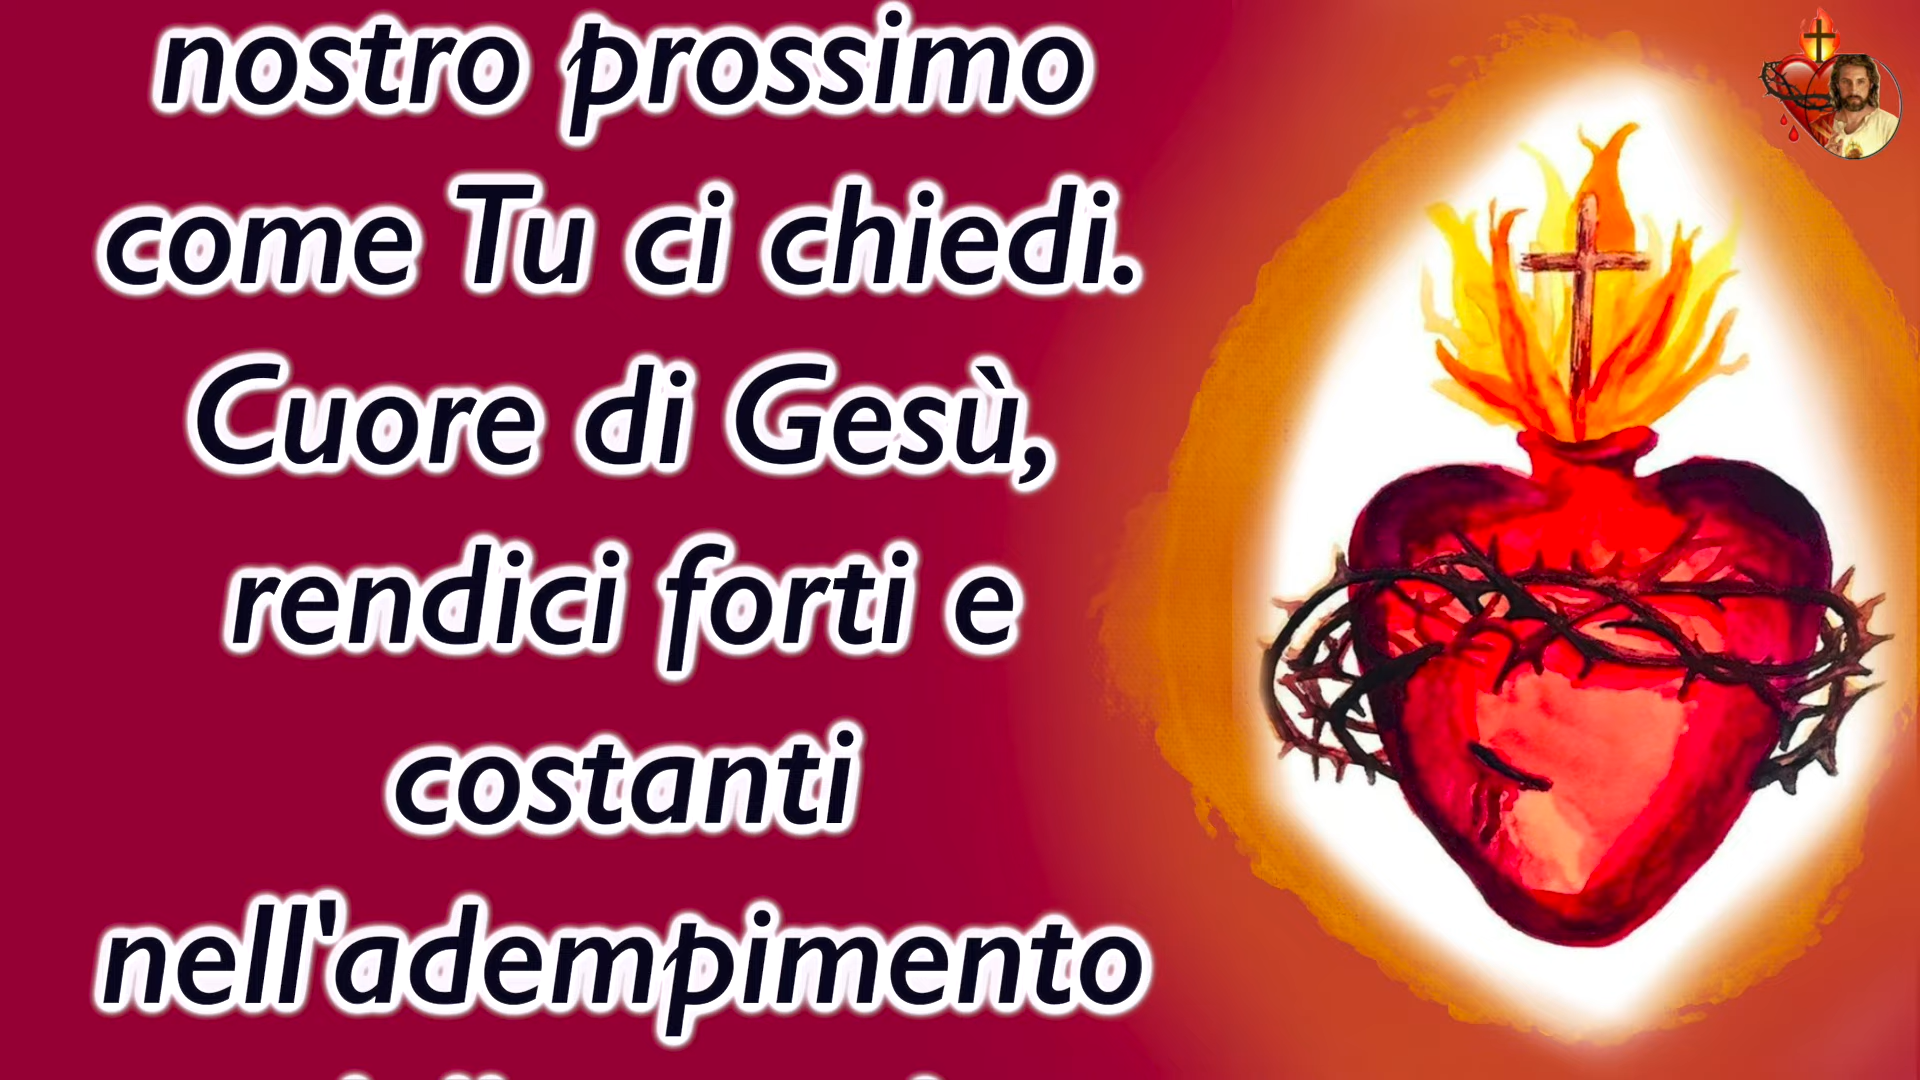 nostro prossimo
come Tu ci chiedi.
Cuore di Gesù,
rendici forti e
costanti
nell'adempimento